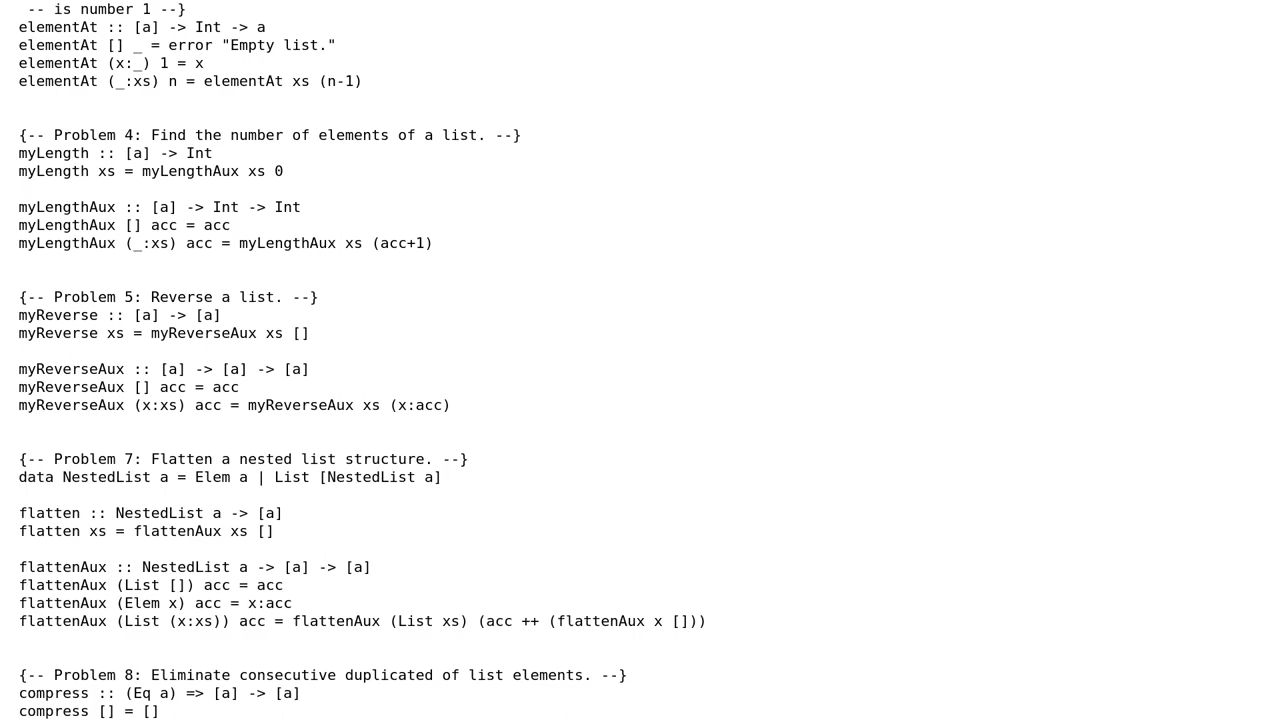 -- is number 1 --}
elementAt :: [a] -> Int -> a
elementAt [] _ = error "Empty list."
elementAt (x:_) 1 = x
elementAt (_:xs) n = elementAt xs (n-1)
{-- Problem 4: Find the number of elements of a list. --}
myLength :: [a] -> Int
myLength xs = myLengthAux xs 0
myLengthAux :: [a] -> Int -> Int
myLengthAux [] acc = acc
myLengthAux (_:xs) acc = myLengthAux xs (acc+1)
{-- Problem 5: Reverse a list. --}
myReverse :: [a] -> [a]
myReverse xs = myReverseAux xs []
myReverseAux :: [a] -> [a] -> [a]
myReverseAux [] acc = acc
myReverseAux (x:xs) acc = myReverseAux xs (x:acc)
{-- Problem 7: Flatten a nested list structure. --}
data NestedList a = Elem a | List [NestedList a]
flatten :: NestedList a -> [a]
flatten xs = flattenAux xs []
flattenAux :: NestedList a -> [a] -> [a]
flattenAux (List []) acc = acc
flattenAux (Elem x) acc = x:acc
flattenAux (List (x:xs)) acc = flattenAux (List xs) (acc ++ (flattenAux x []))
{-- Problem 8: Eliminate consecutive duplicated of list elements. --}
compress :: (Eq a) => [a] -> [a]
compress [] = []